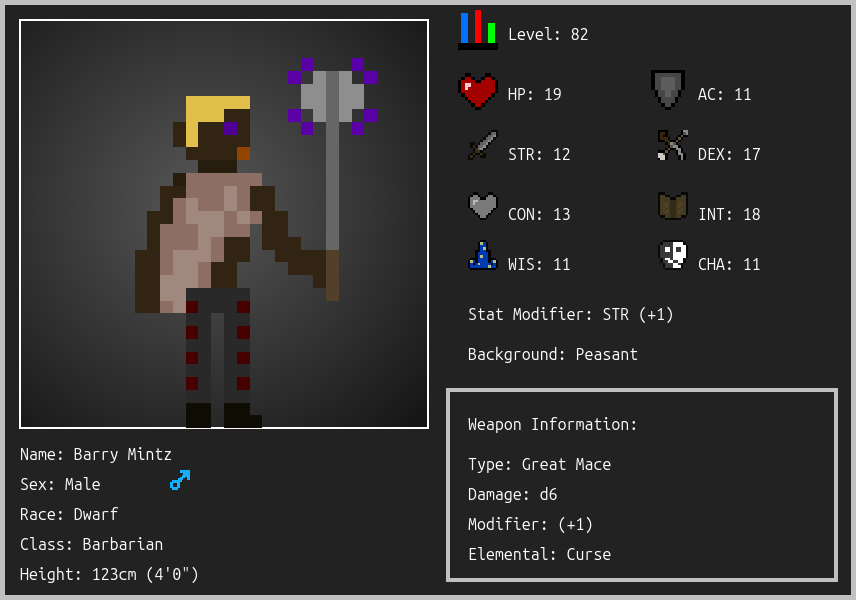 Level: 82
HP: 19
AC: 11
STR: 12
DEX: 17
CON: 13
INT: 18
WIS: 11
CHA: 11
Stat Modifier: STR (+1)
Background: Peasant
Weapon Information:
Type: Great Mace
Damage: d6
Modifier: (+1)
Elemental: Curse
Name: Barry Mintz
Sex: Male
Race: Dwarf
Class: Barbarian
Height: 123cm (4'0")